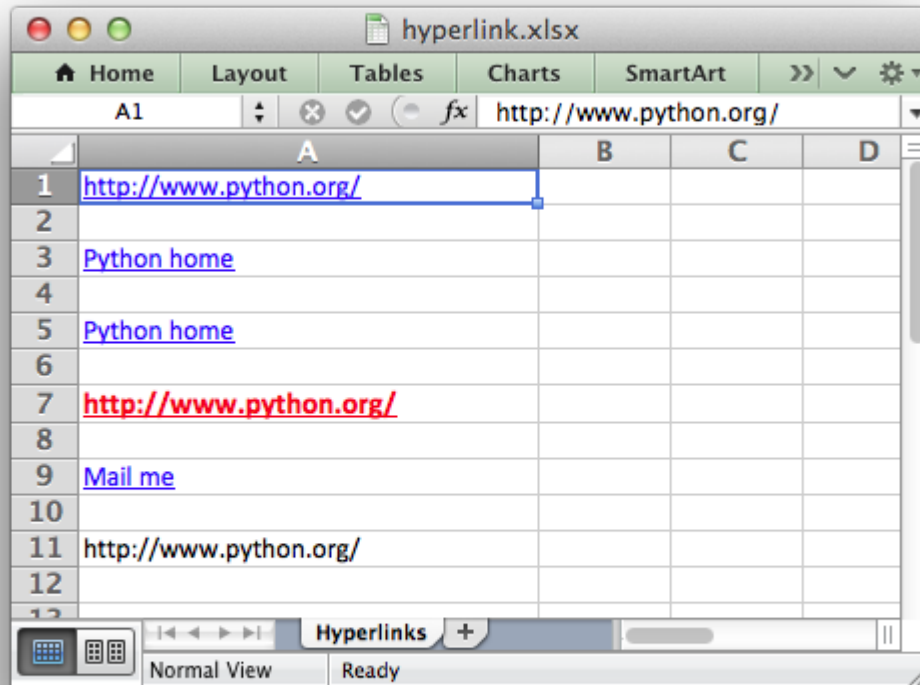 hyperlink.xlsx
Home Layout Tables Charts SmartArt
A1 fx http://www.python.org/
A B C D
1 http://www.python.org/
2
3 Python home
4
5 Python home
6
7 http://www.python.org/
8
9 Mail me
10
11 http://www.python.org/
12
13
Hyperlinks
Normal View Ready